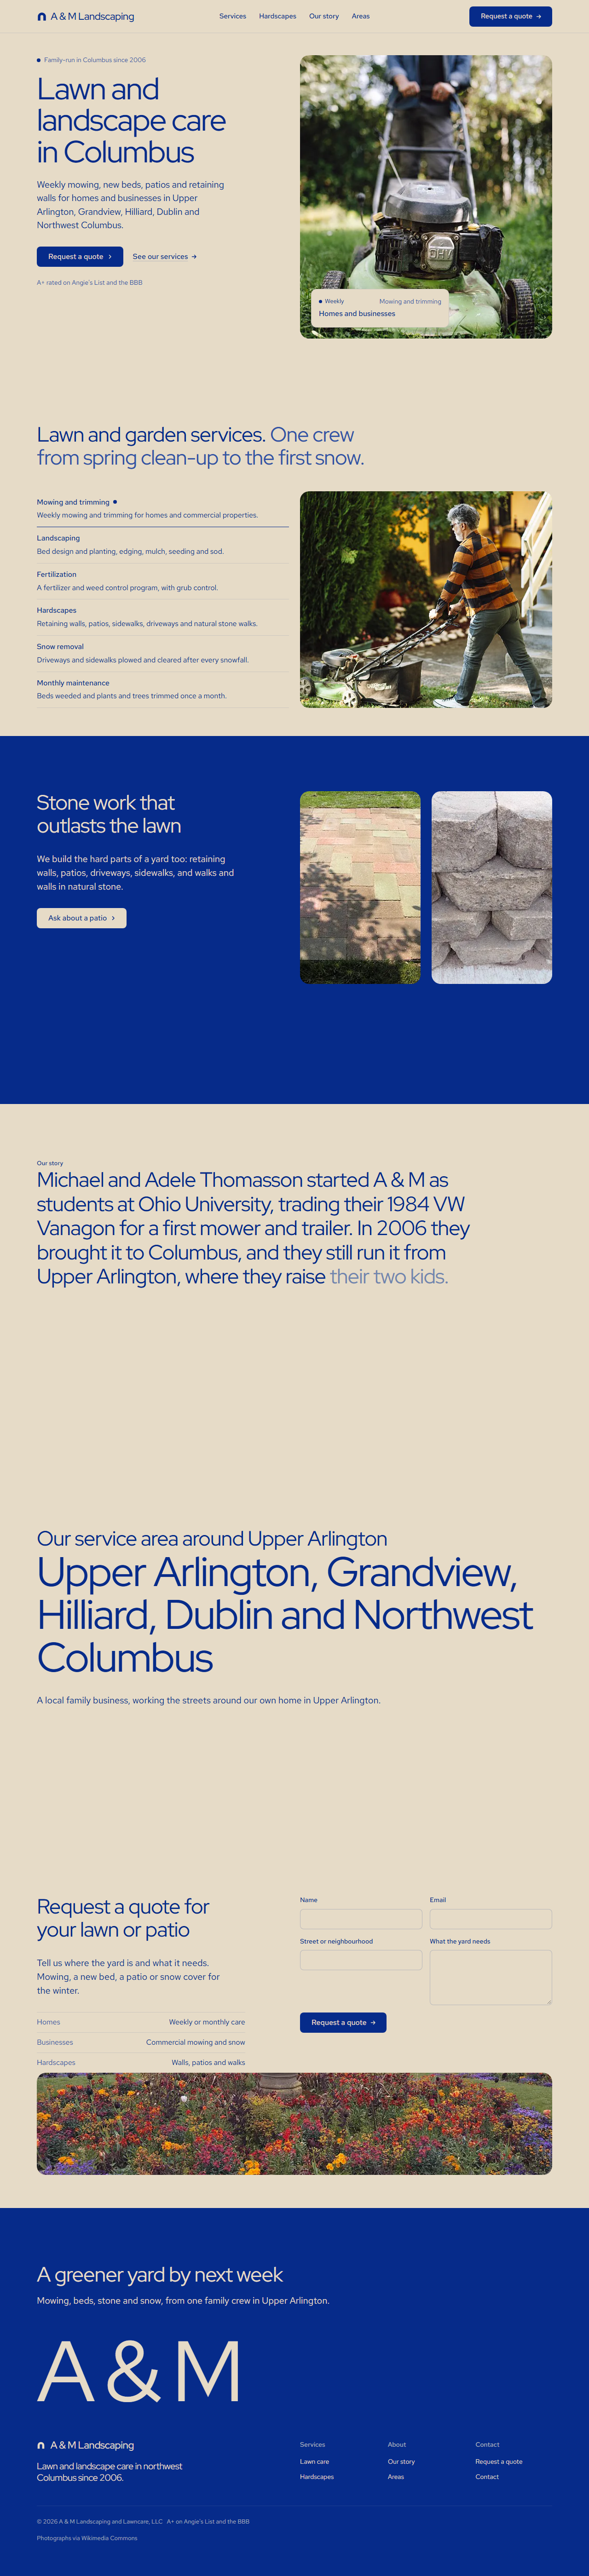 A & M Landscaping
Services
Hardscapes
Our story
Areas
Request a quote →
Family-run in Columbus since 2006
Lawn and
landscape care
in Columbus
Weekly mowing, new beds, patios and retaining
walls for homes and businesses in Upper
Arlington, Grandview, Hilliard, Dublin and
Northwest Columbus.
Request a quote ›
See our services →
A+ rated on Angie's List and the BBB
OHV
Weekly
Mowing and trimming
Homes and businesses
Lawn and garden services. One crew
from spring clean-up to the first snow.
Mowing and trimming
Weekly mowing and trimming for homes and commercial properties.
Landscaping
Bed design and planting, edging, mulch, seeding and sod.
Fertilization
A fertilizer and weed control program, with grub control.
Hardscapes
Retaining walls, patios, sidewalks, driveways and natural stone walks.
Snow removal
Driveways and sidewalks plowed and cleared after every snowfall.
Monthly maintenance
Beds weeded and plants and trees trimmed once a month.
Stone work that
outlasts the lawn
We build the hard parts of a yard too: retaining
walls, patios, driveways, sidewalks, and walks and
walls in natural stone.
Ask about a patio ›
Our story
Michael and Adele Thomasson started A & M as
students at Ohio University, trading their 1984 VW
Vanagon for a first mower and trailer. In 2006 they
brought it to Columbus, and they still run it from
Upper Arlington, where they raise their two kids.
Our service area around Upper Arlington
Upper Arlington, Grandview,
Hilliard, Dublin and Northwest
Columbus
A local family business, working the streets around our own home in Upper Arlington.
Request a quote for
your lawn or patio
Tell us where the yard is and what it needs.
Mowing, a new bed, a patio or snow cover for
the winter.
Homes
Weekly or monthly care
Businesses
Commercial mowing and snow
Hardscapes
Walls, patios and walks
Name
Email
Street or neighbourhood
What the yard needs
Request a quote →
A greener yard by next week
Mowing, beds, stone and snow, from one family crew in Upper Arlington.
A & M
A & M Landscaping
Lawn and landscape care in northwest
Columbus since 2006.
Services
Lawn care
Hardscapes
About
Our story
Areas
Contact
Request a quote
Contact
© 2026 A & M Landscaping and Lawncare, LLC
A+ on Angie's List and the BBB
Photographs via Wikimedia Commons